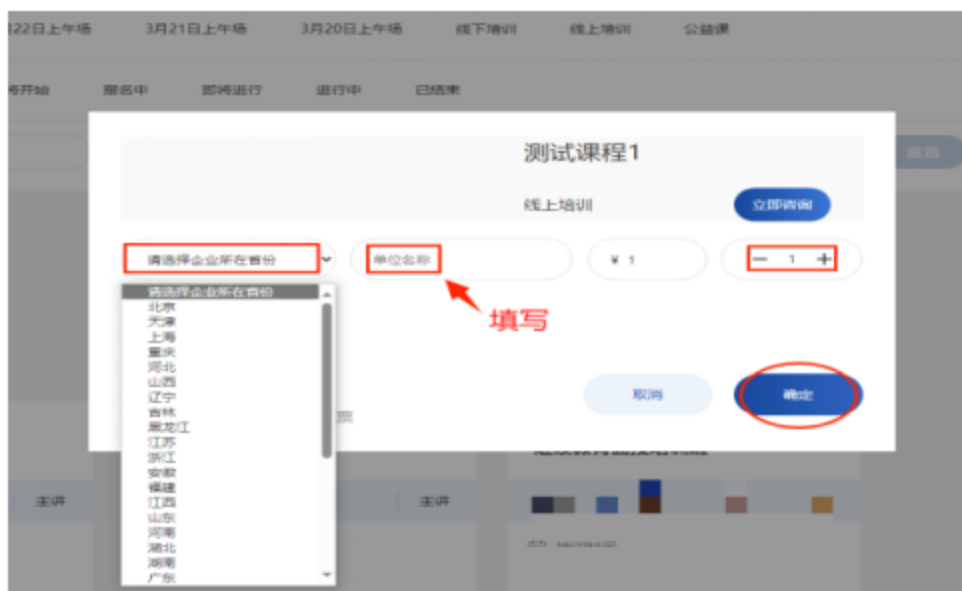 22日上午场 3月21日上午场 3月20日上午场 线下培训 线上培训 公益课
将开始 报名中 即将进行 进行中 已结束
测试课程1
重置
线上培训 立即咨询
请选择企业所在省份 单位名称 ¥ 1 — 1 +
填写
请选择企业所在省份
北京
天津
上海
重庆
河北
山西
辽宁
吉林
黑龙江
江苏
浙江
安徽
福建
江西
山东
河南
湖北
湖南
广东
取消 确定
票
主讲 主讲